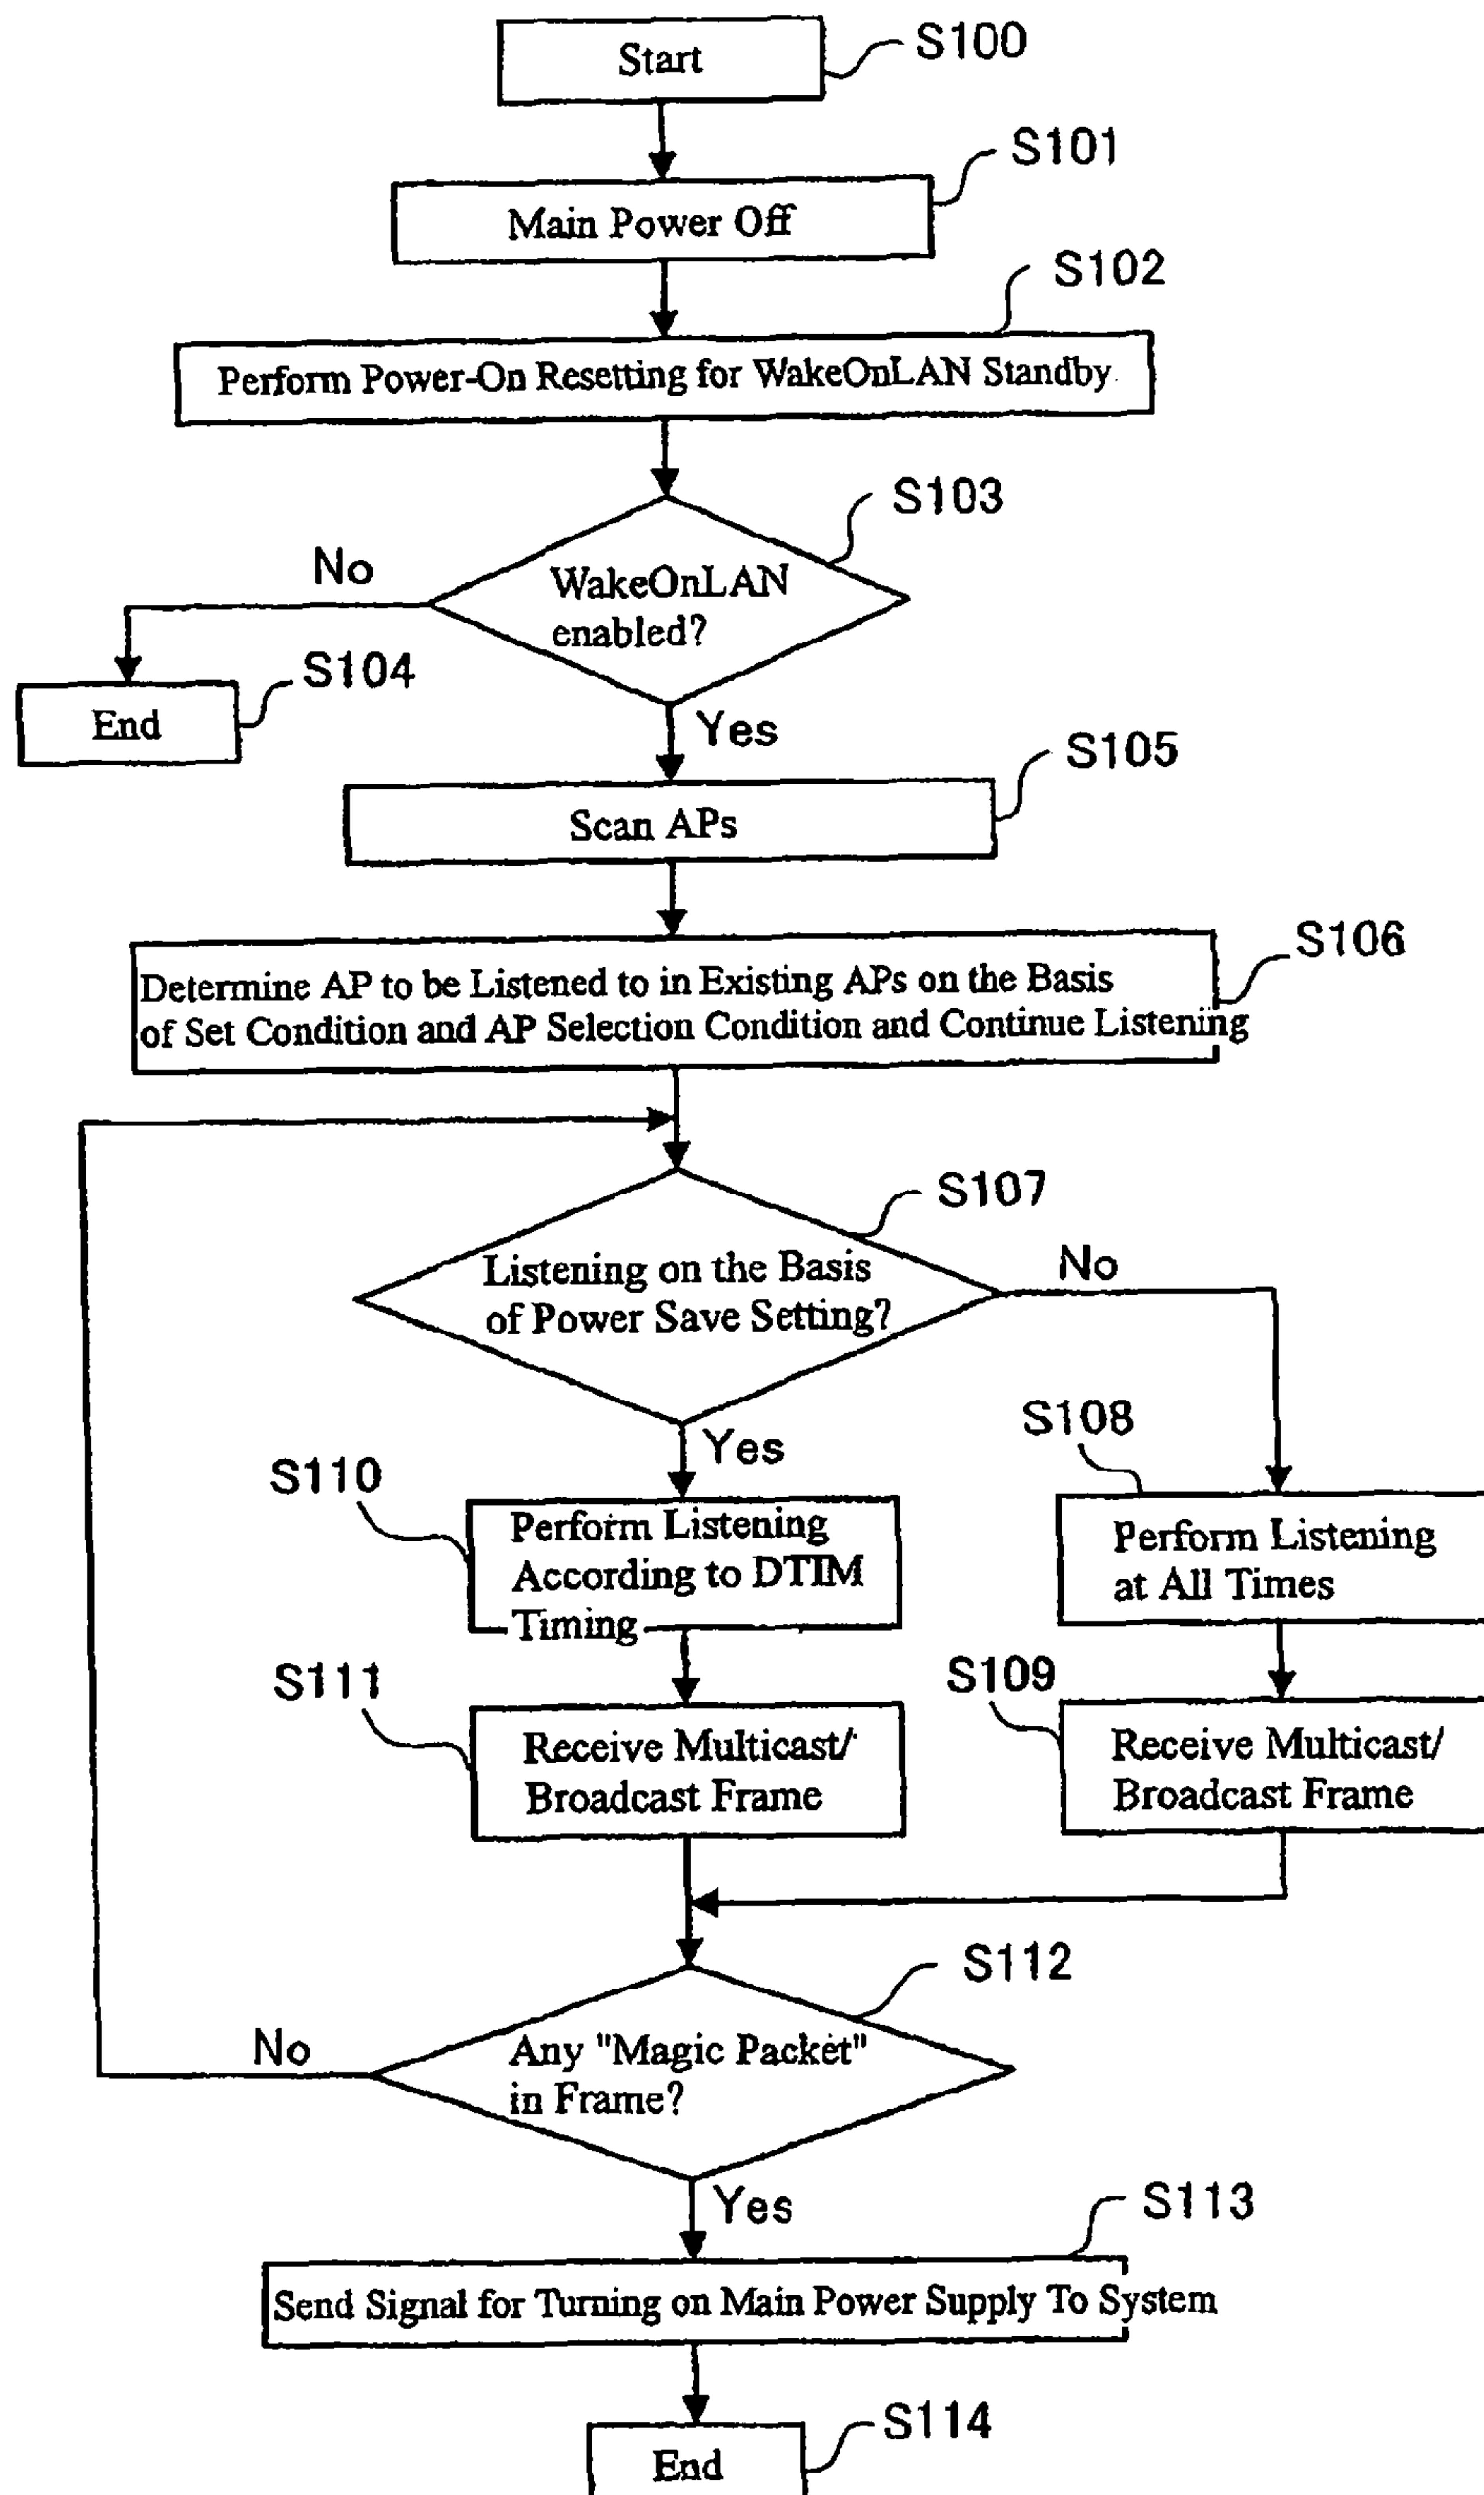 Start
S100
S101
Main Power Off
S102
Perform Power-On Resetting for WakeOnLAN Standby
S103
No
WakeOnLAN
enabled?
S104
End
Yes
S105
Scan APs
S106
Determine AP to be Listened to in Existing APs on the Basis
of Set Condition and AP Selection Condition and Continue Listening
S107
Listening on the Basis
of Power Save Setting?
No
S108
Yes
S110
Perform Listening
According to DTIM
Timing
Perform Listening
at All Times
S111
S109
Receive Multicast/
Broadcast Frame
Receive Multicast/
Broadcast Frame
S112
No
Any "Magic Packet"
in Frame?
Yes
S113
Send Signal for Turning on Main Power Supply To System
S114
End